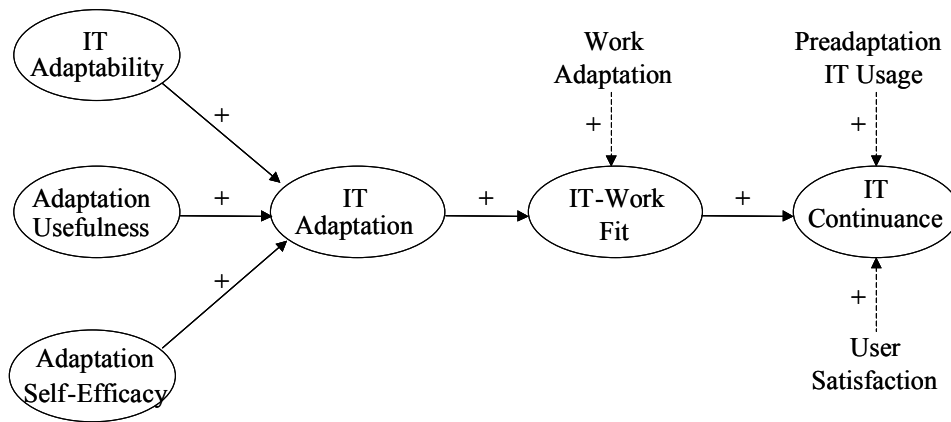 IT
Adaptability
Work
Adaptation
Preadaptation
IT Usage
+
+
+
Adaptation
Usefulness
+
IT
Adaptation
+
IT-Work
Fit
+
IT
Continuance
+
+
Adaptation
Self-Efficacy
User
Satisfaction